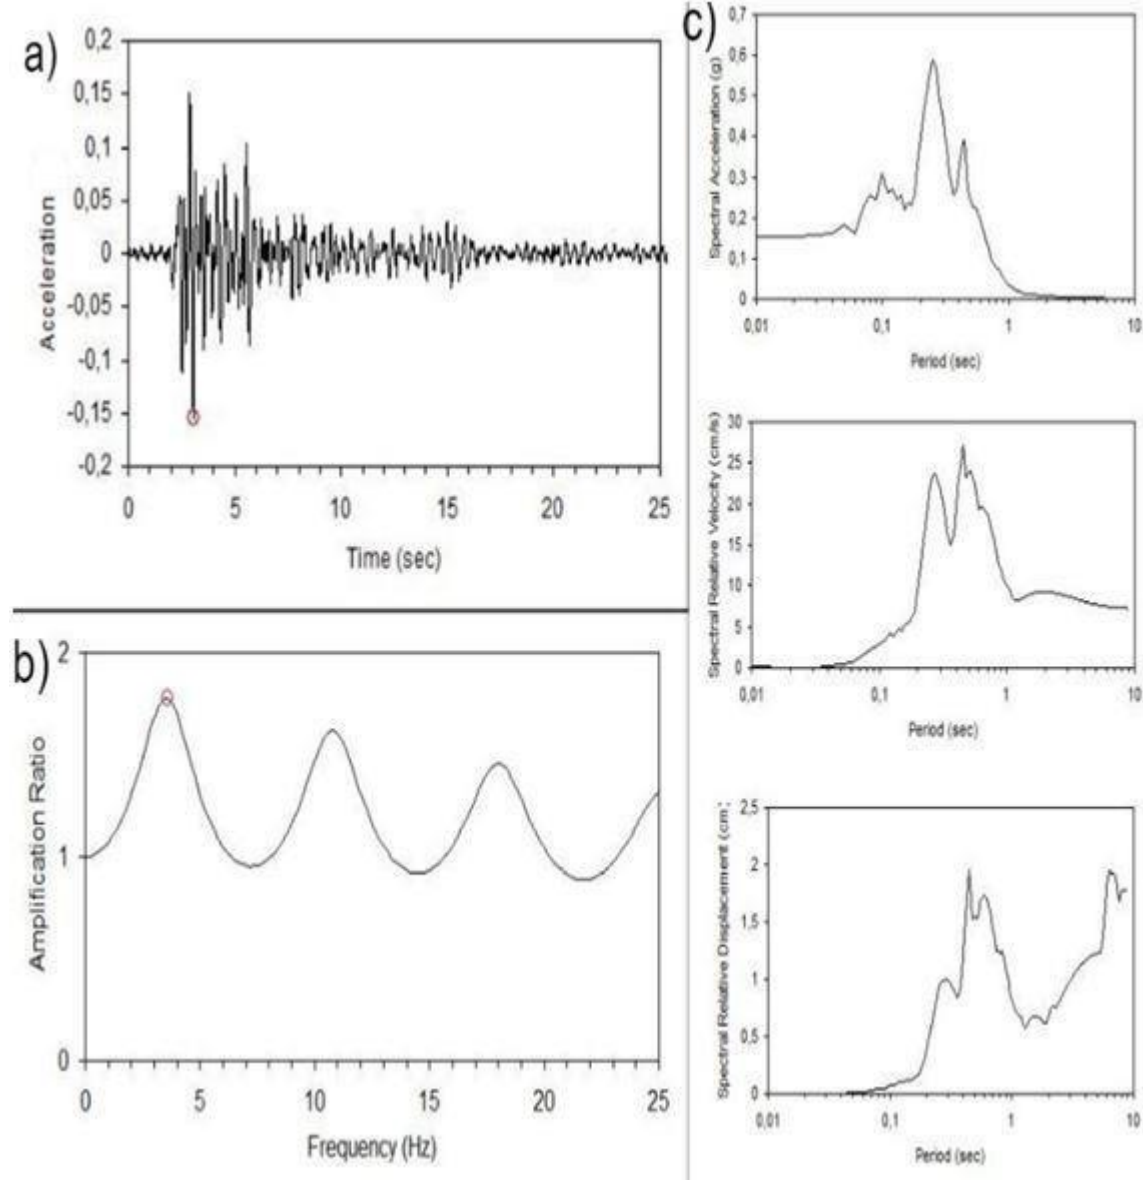 a)
Acceleration
0,2
0,15
0,1
0,05
0
-0,05
-0,1
-0,15
-0,2
0 5 10 15 20 25
Time (sec)
b)
Amplification Ratio
2
1
0
0 5 10 15 20 25
Frequency (Hz)
c)
Spectral Acceleration (g)
0,7
0,6
0,5
0,4
0,3
0,2
0,1
0
0,01 0,1 1 10
Period (sec)
Spectral Relative Velocity (cm/s)
30
25
20
15
10
5
0
0,01 0,1 1 10
Period (sec)
Spectral Relative Displacement (cm)
2,5
2
1,5
1
0,5
0
0,01 0,1 1 10
Period (sec)